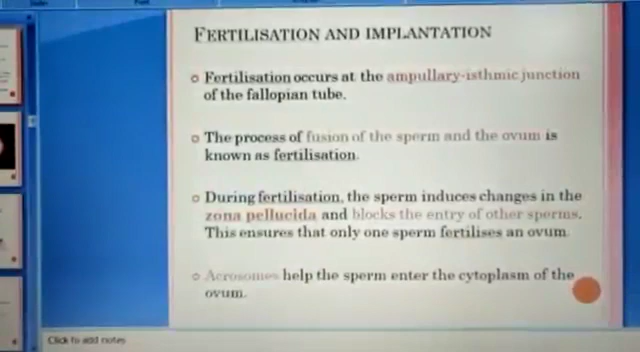 FERTILISATION AND IMPLANTATION
Fertilisation occurs at the ampullary-isthmic junction
of the fallopian tube.
The process of fusion of the sperm and the ovum is
known as fertilisation.
During fertilisation, the sperm induces changes in the
zona pellucida and blocks the entry of other sperms.
This ensures that only one sperm fertilises an ovum.
Acrosomes help the sperm enter the cytoplasm of the
ovum.
Click to add notes